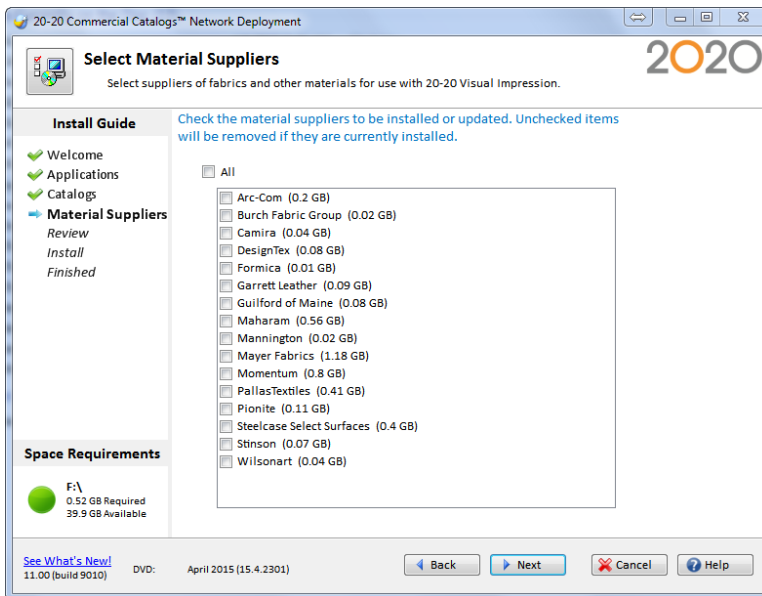 20-20 Commercial Catalogs™ Network Deployment
Select Material Suppliers
Select suppliers of fabrics and other materials for use with 20-20 Visual Impression.
2020
Install Guide
Welcome
Applications
Catalogs
Material Suppliers
Review
Install
Finished
Check the material suppliers to be installed or updated. Unchecked items
will be removed if they are currently installed.
All
Arc-Com (0.2 GB)
Burch Fabric Group (0.02 GB)
Camira (0.04 GB)
DesignTex (0.08 GB)
Formica (0.01 GB)
Garrett Leather (0.09 GB)
Guilford of Maine (0.08 GB)
Maharam (0.56 GB)
Mannington (0.02 GB)
Mayer Fabrics (1.18 GB)
Momentum (0.8 GB)
PallasTextiles (0.41 GB)
Pionite (0.11 GB)
Steelcase Select Surfaces (0.4 GB)
Stinson (0.07 GB)
Wilsonart (0.04 GB)
Space Requirements
F:\
0.52 GB Required
39.9 GB Available
See What's New!
11.00 (build 9010)
DVD: April 2015 (15.4.2301)
Back
Next
Cancel
Help